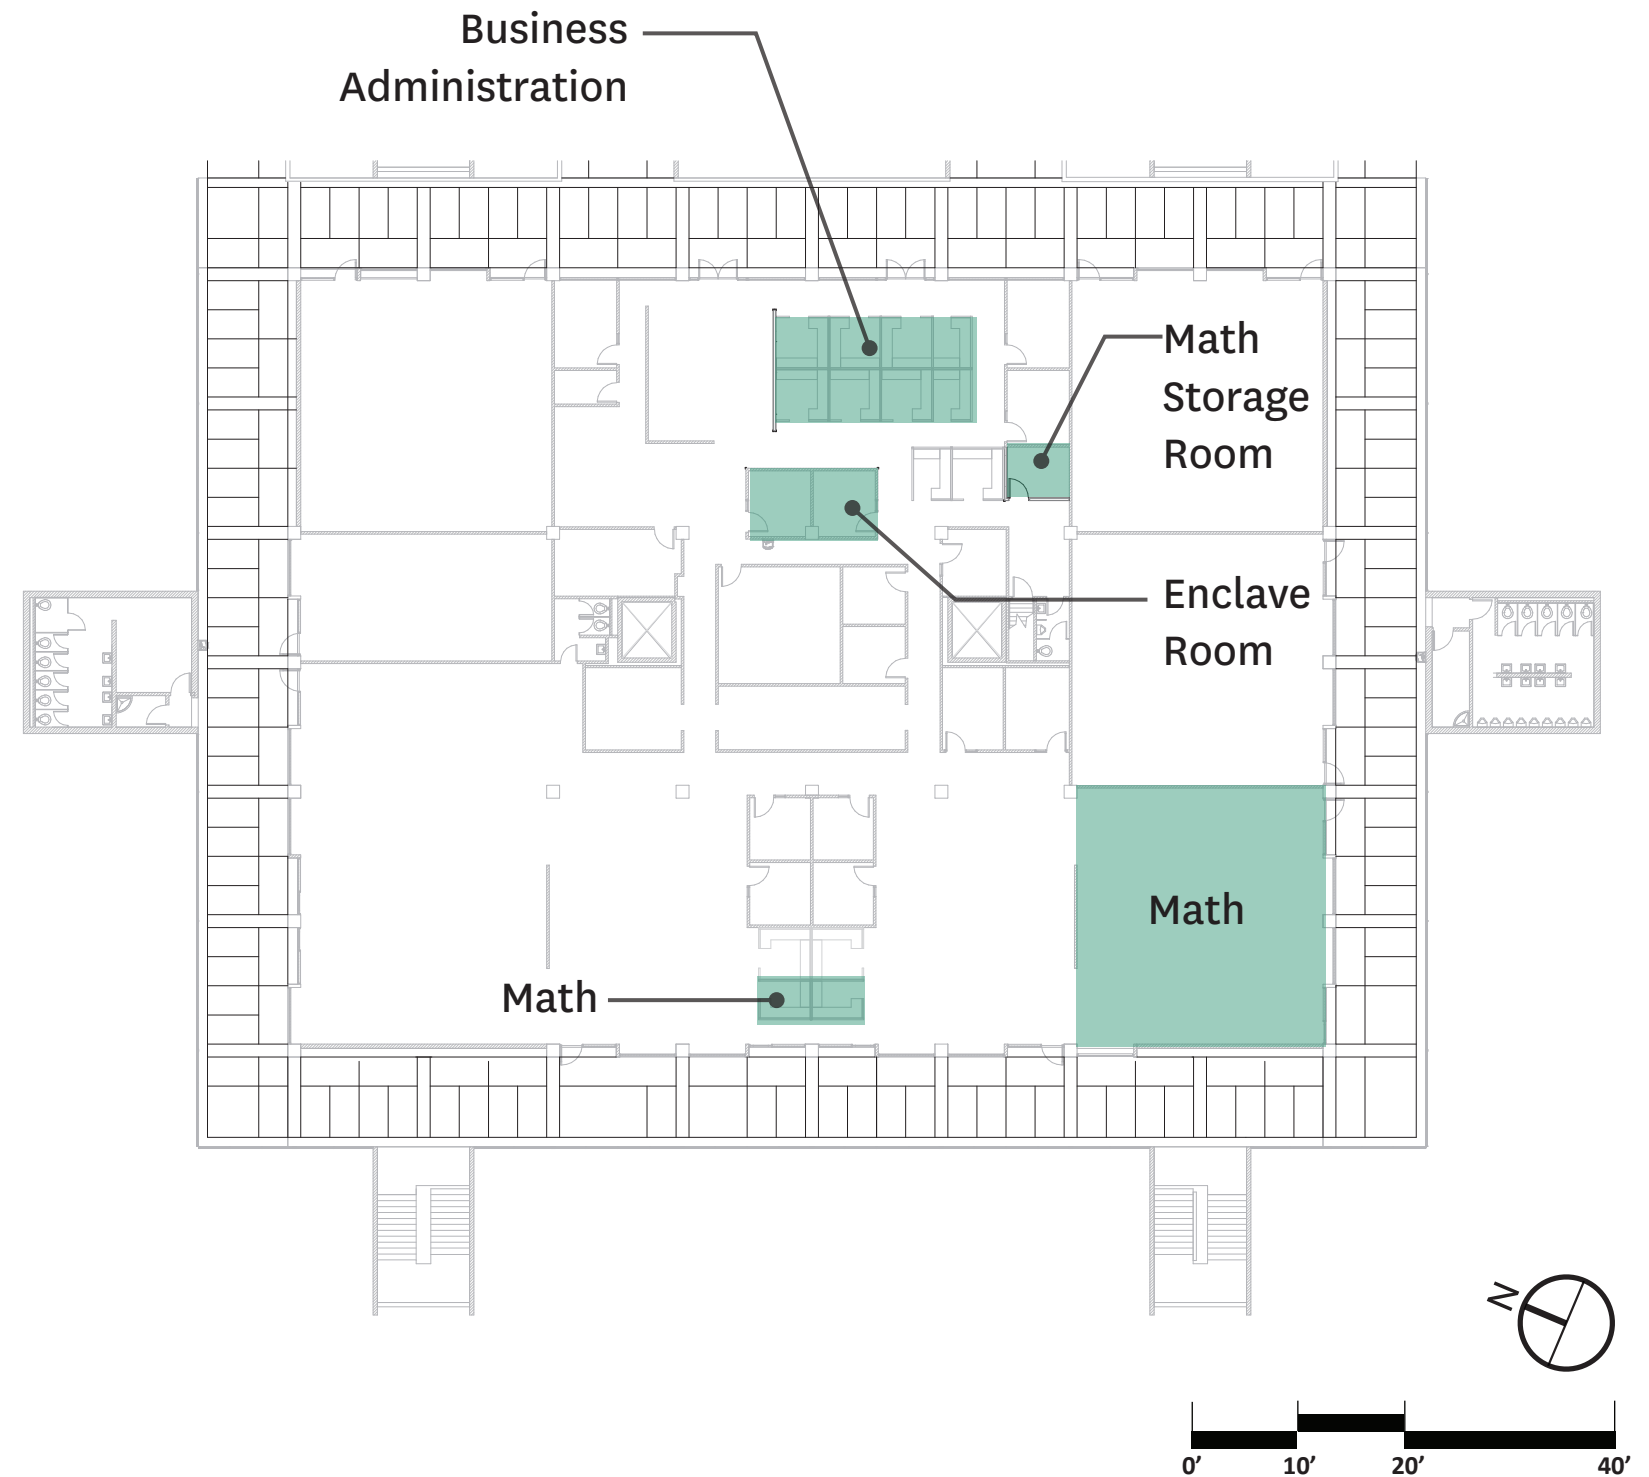 Business
Administration
Math
Storage
Room
Enclave
Room
Math
Math
N
0’ 10’ 20’ 40’